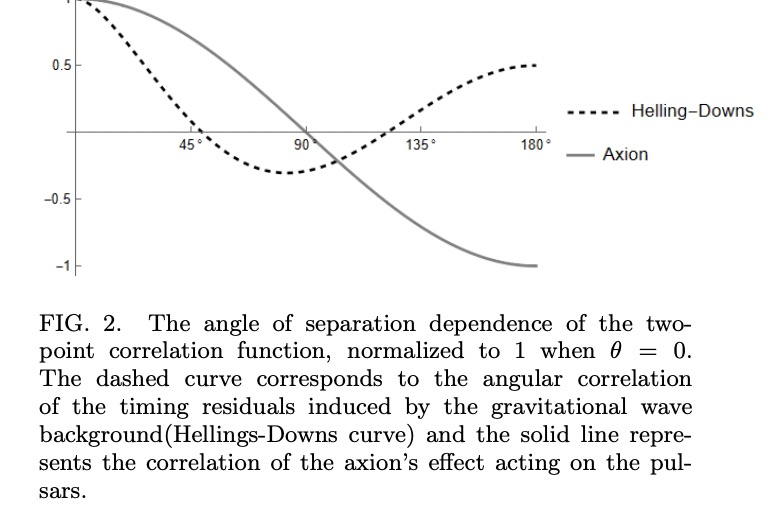 1
0.5
45°
90°
135°
180°
-0.5
-1
Helling–Downs
Axion
FIG. 2. The angle of separation dependence of the two-
point correlation function, normalized to 1 when θ = 0.
The dashed curve corresponds to the angular correlation
of the timing residuals induced by the gravitational wave
background(Hellings-Downs curve) and the solid line repre-
sents the correlation of the axion's effect acting on the pul-
sars.